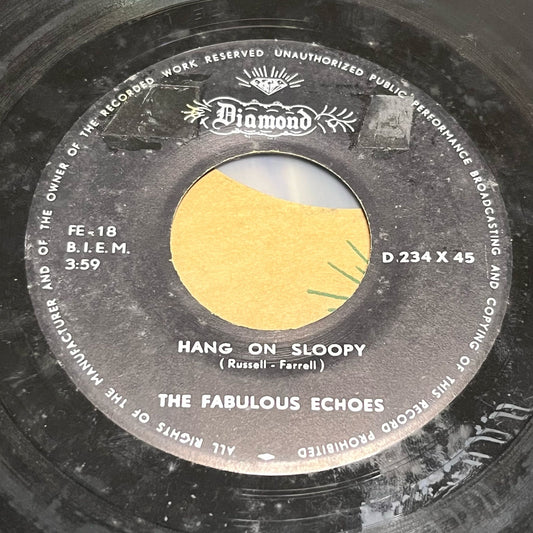 ALL RIGHTS OF THE MANUFACTURER AND OF THE OWNER OF THE RECORDED WORK RESERVED UNAUTHORIZED PUBLIC PERFORMANCE BROADCASTING AND COPYING OF THIS RECORD PROHIBITED
Diamond
FE-18
B.I.E.M.
3:59
D.234 X 45
HANG ON SLOOPY
(Russell - Farrell)
THE FABULOUS ECHOES